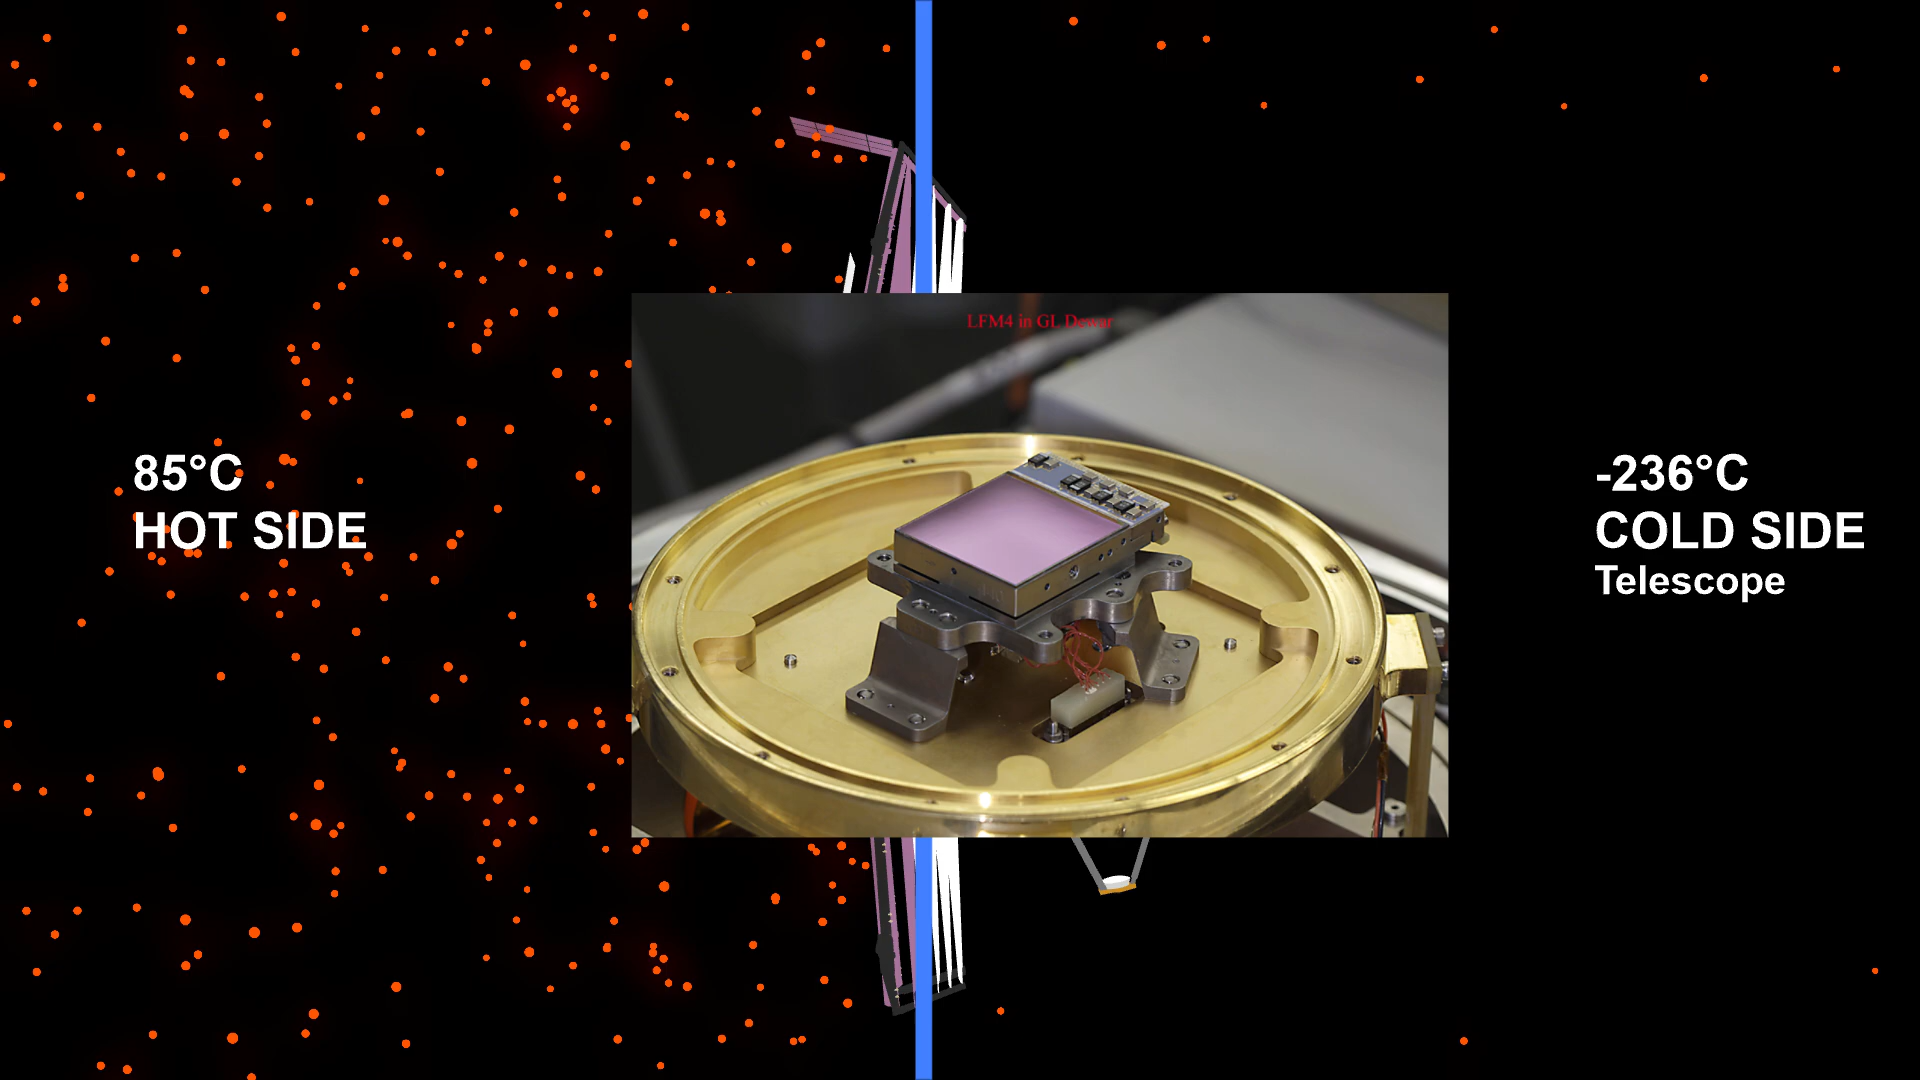 LFM4 in GL Dewar
85°C
HOT SIDE
-236°C
COLD SIDE
Telescope